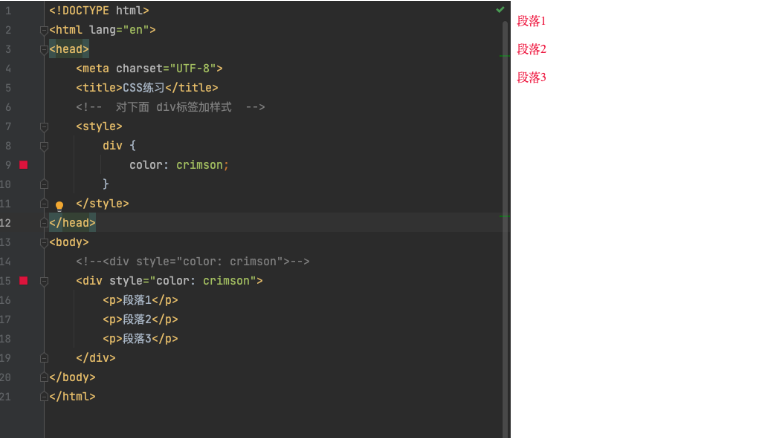 1 <!DOCTYPE html>
2 <html lang="en">
3 <head>
4 <meta charset="UTF-8">
5 <title>CSS练习</title>
6 <!-- 对下面 div标签加样式 -->
7 <style>
8 div {
9 color: crimson;
10 }
11 </style>
12 </head>
13 <body>
14 <!--<div style="color: crimson">-->
15 <div style="color: crimson">
16 <p>段落1</p>
17 <p>段落2</p>
18 <p>段落3</p>
19 </div>
20 </body>
21 </html>
段落1
段落2
段落3